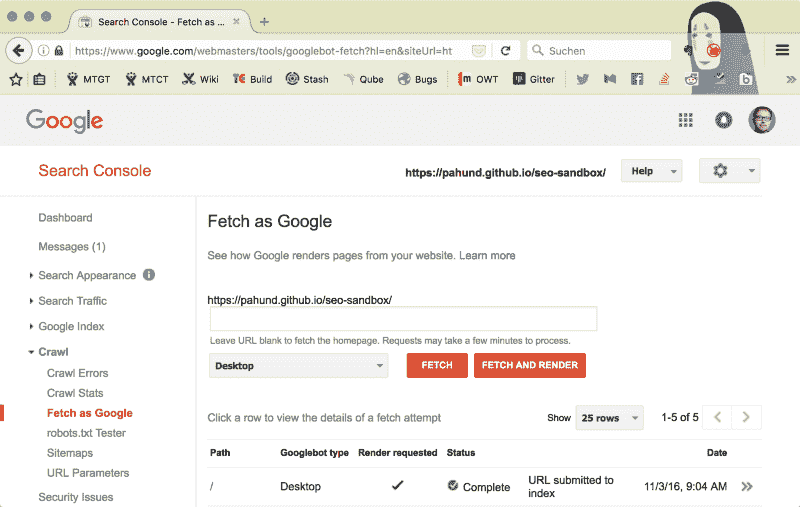 Search Console - Fetch as ...
https://www.google.com/webmasters/tools/googlebot-fetch?hl=en&siteUrl=ht
Suchen
MTGT MTCT Wiki Build Stash Qube Bugs OWT Gitter
Google
Search Console
https://pahund.github.io/seo-sandbox/
Help
Dashboard
Messages (1)
Search Appearance
Search Traffic
Google Index
Crawl
Crawl Errors
Crawl Stats
Fetch as Google
robots.txt Tester
Sitemaps
URL Parameters
Security Issues
Fetch as Google
See how Google renders pages from your website. Learn more
https://pahund.github.io/seo-sandbox/
Leave URL blank to fetch the homepage. Requests may take a few minutes to process.
Desktop FETCH FETCH AND RENDER
Click a row to view the details of a fetch attempt
Show 25 rows 1-5 of 5
Path Googlebot type Render requested Status Date
/ Desktop Complete URL submitted to index 11/3/16, 9:04 AM